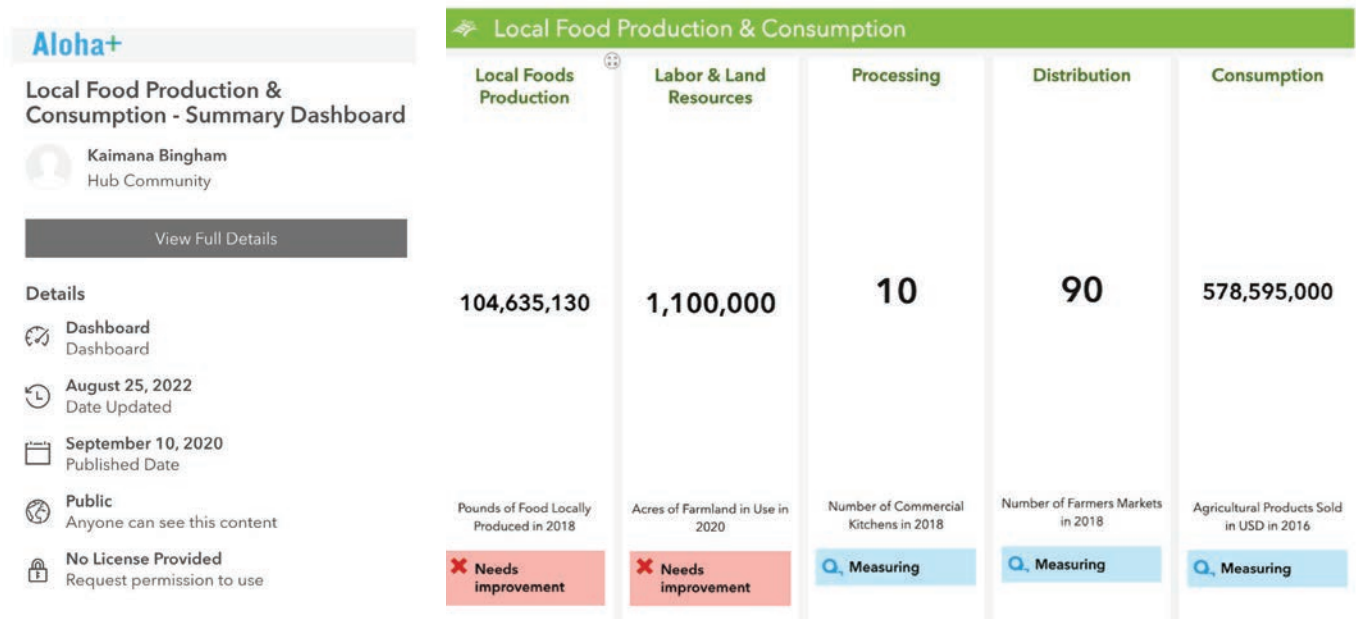 Aloha+
Local Food Production &
Consumption - Summary Dashboard
Kaimana Bingham
Hub Community
View Full Details
Details
Dashboard
Dashboard
August 25, 2022
Date Updated
September 10, 2020
Published Date
Public
Anyone can see this content
No License Provided
Request permission to use
Local Food Production & Consumption
Local Foods
Production
104,635,130
Pounds of Food Locally
Produced in 2018
Needs
improvement
Labor & Land
Resources
1,100,000
Acres of Farmland in Use in
2020
Needs
improvement
Processing
10
Number of Commercial
Kitchens in 2018
Measuring
Distribution
90
Number of Farmers Markets
in 2018
Measuring
Consumption
578,595,000
Agricultural Products Sold
in USD in 2016
Measuring